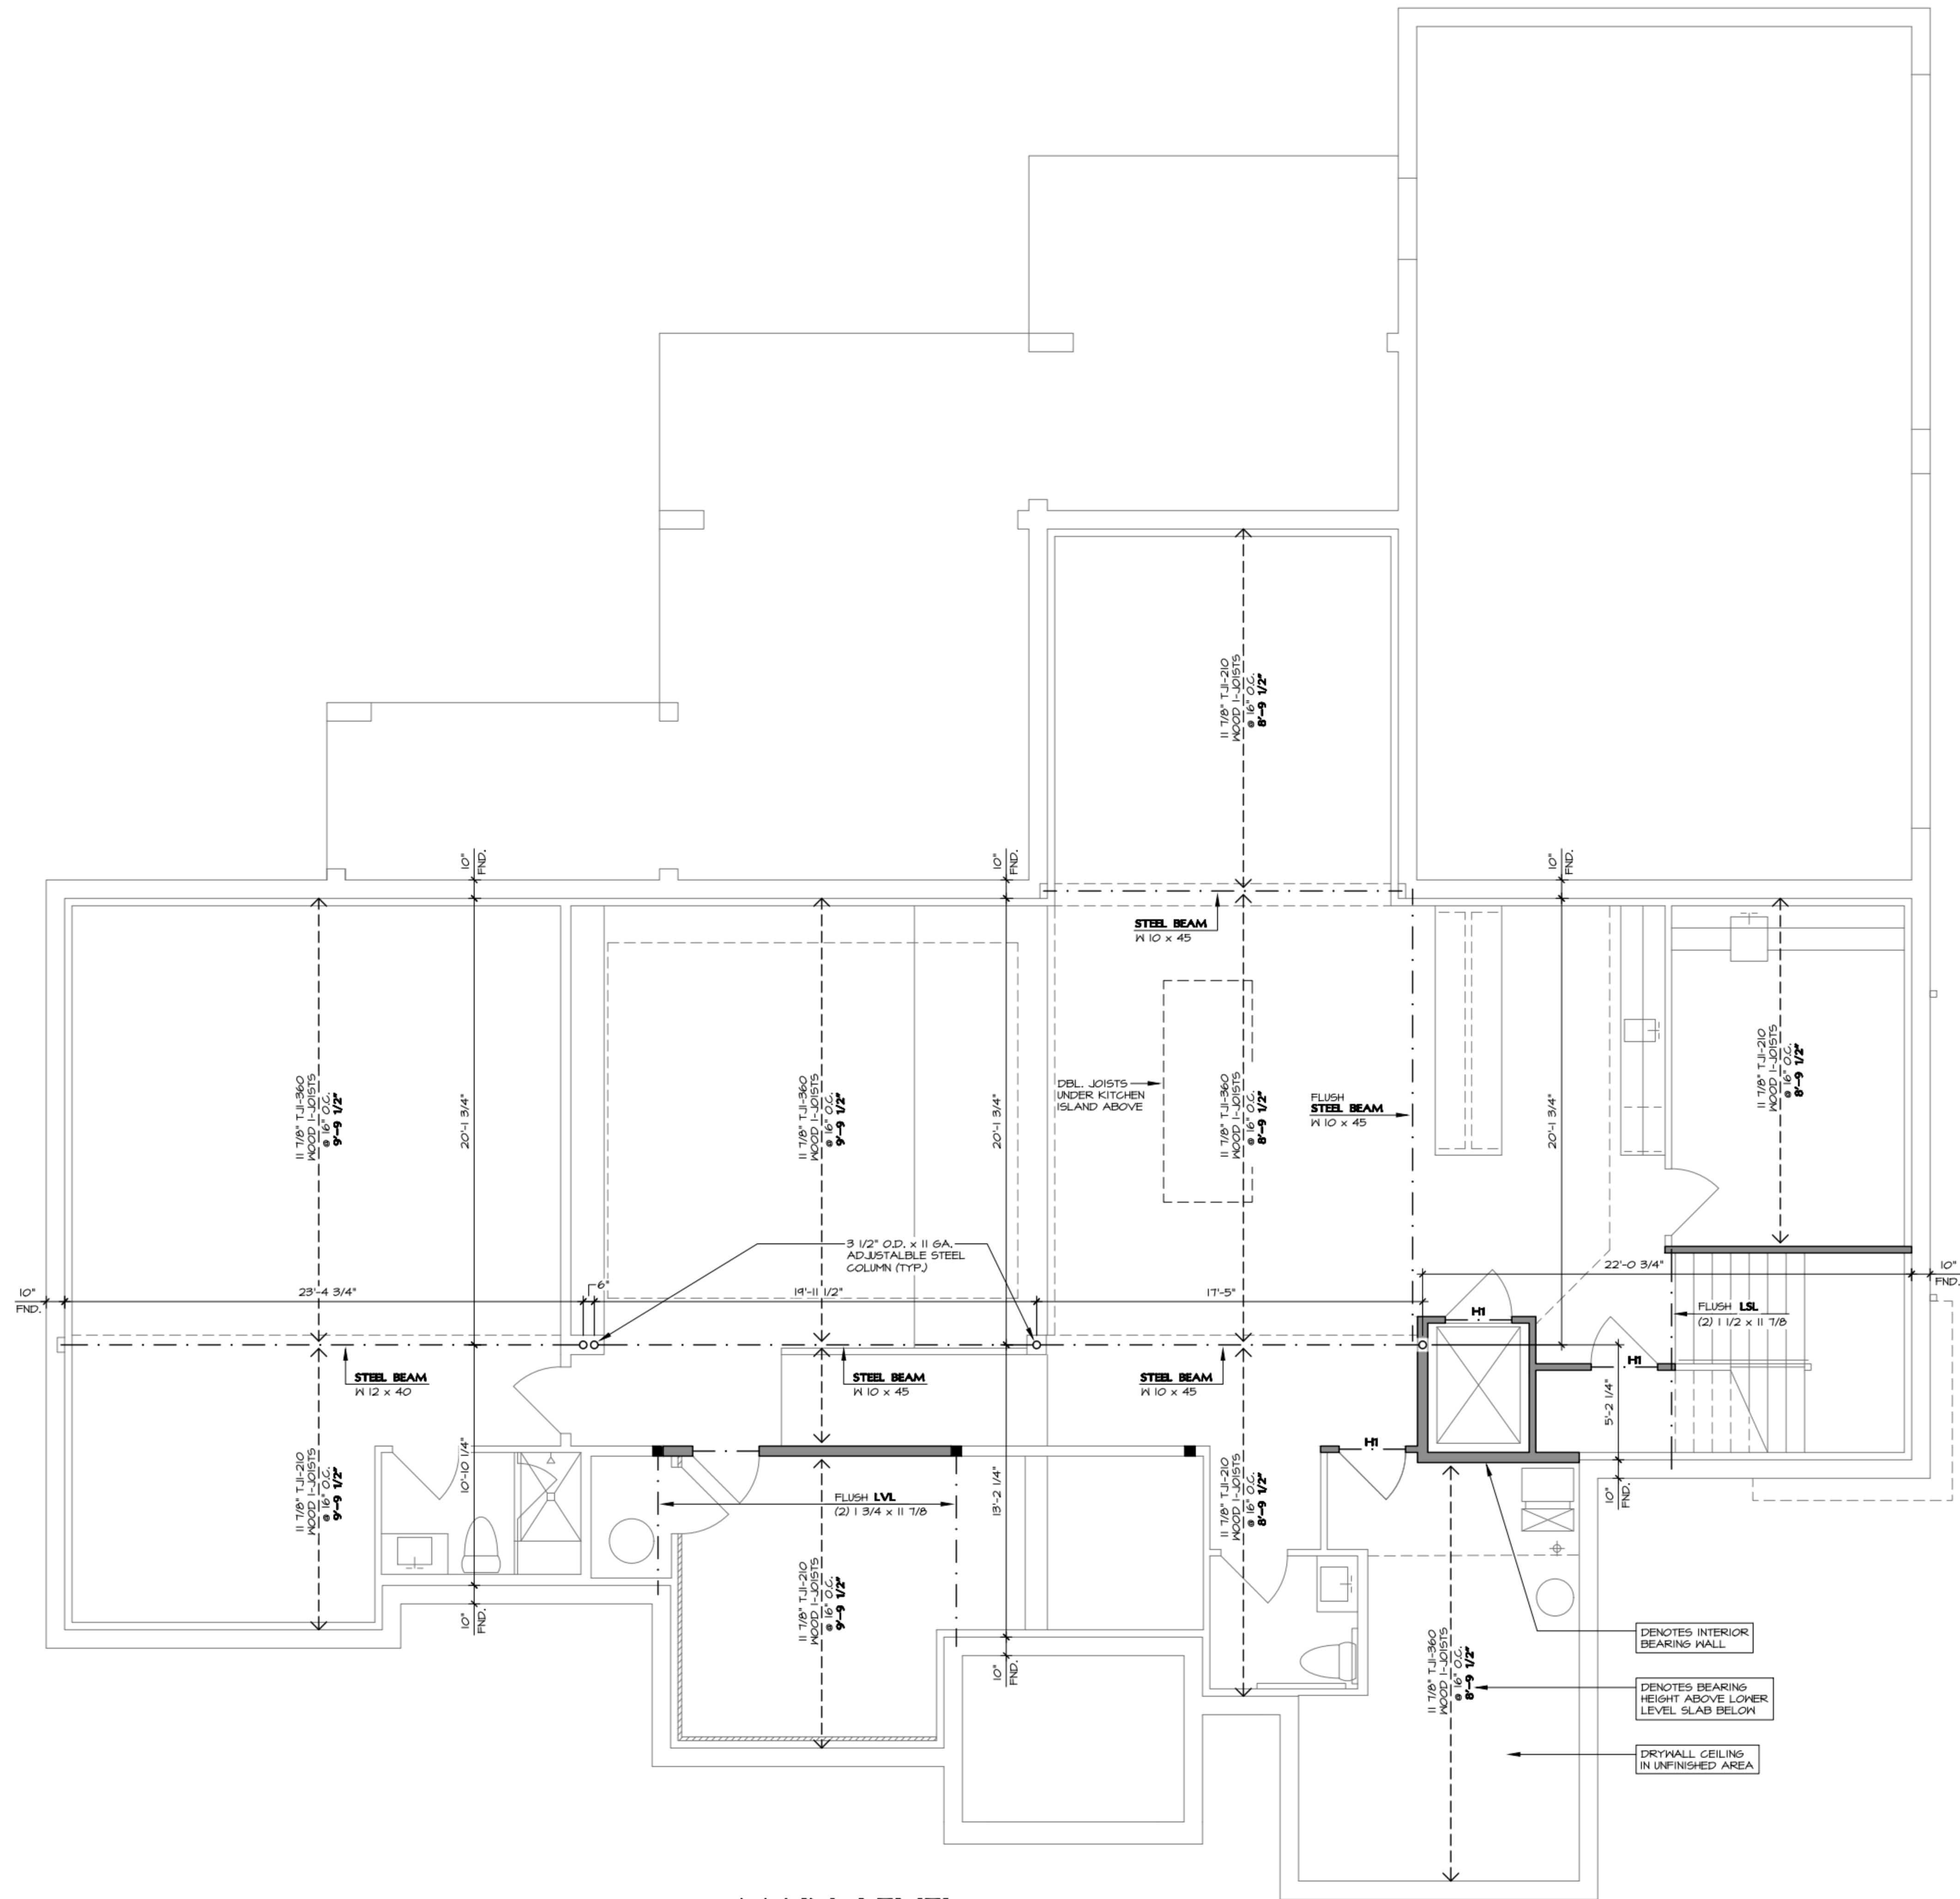 11 7/8" TJI-210
WOOD I-JOISTS
@ 16" O.C.
8'-9 1/2"
10"
FND.
10"
FND.
10"
FND.
STEEL BEAM
W 10 x 45
11 7/8" TJI-360
WOOD I-JOISTS
@ 16" O.C.
9'-9 1/2"
20'-1 3/4"
11 7/8" TJI-360
WOOD I-JOISTS
@ 16" O.C.
9'-9 1/2"
20'-1 3/4"
DBL. JOISTS
UNDER KITCHEN
ISLAND ABOVE
11 7/8" TJI-360
WOOD I-JOISTS
@ 16" O.C.
8'-9 1/2"
FLUSH
STEEL BEAM
W 10 x 45
20'-1 3/4"
11 7/8" TJI-210
WOOD I-JOISTS
@ 16" O.C.
8'-9 1/2"
3 1/2" O.D. x 11 GA.
ADJUSTALBLE STEEL
COLUMN (TYP.)
10"
FND.
23'-4 3/4"
6"
19'-11 1/2"
17'-5"
22'-0 3/4"
10"
FND.
H1
FLUSH LSL
(2) 1 1/2 x 11 7/8
H1
STEEL BEAM
W 12 x 40
STEEL BEAM
W 10 x 45
STEEL BEAM
W 10 x 45
5'-2 1/4"
H1
11 7/8" TJI-210
WOOD I-JOISTS
@ 16" O.C.
9'-9 1/2"
10'-10 1/4"
FLUSH LVL
(2) 1 3/4 x 11 7/8
13'-2 1/4"
11 7/8" TJI-210
WOOD I-JOISTS
@ 16" O.C.
8'-9 1/2"
10"
FND.
11 7/8" TJI-210
WOOD I-JOISTS
@ 16" O.C.
9'-9 1/2"
10"
FND.
10"
FND.
11 7/8" TJI-360
WOOD I-JOISTS
@ 16" O.C.
8'-9 1/2"
DENOTES INTERIOR
BEARING WALL
DENOTES BEARING
HEIGHT ABOVE LOWER
LEVEL SLAB BELOW
DRYWALL CEILING
IN UNFINISHED AREA